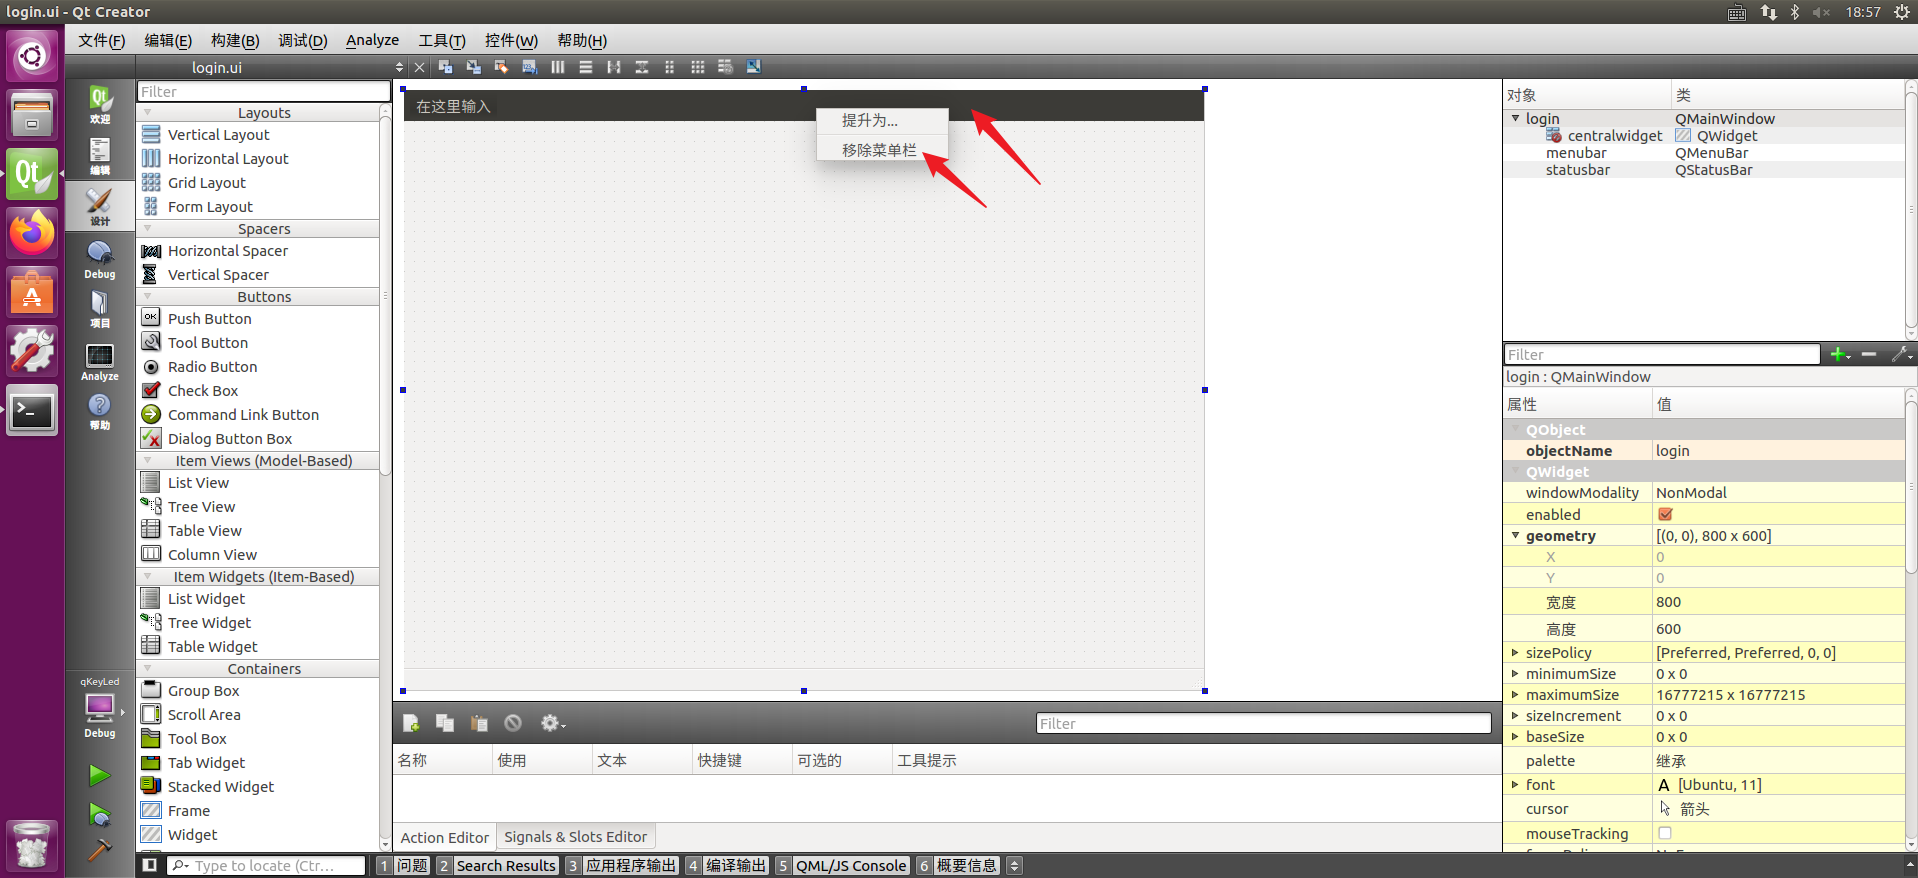 login.ui - Qt Creator
18:57
文件(F) 编辑(E) 构建(B) 调试(D) Analyze 工具(T) 控件(W) 帮助(H)
login.ui
欢迎
编辑
设计
Debug
项目
Analyze
帮助
qKeyLed
Debug
Filter
Layouts
Vertical Layout
Horizontal Layout
Grid Layout
Form Layout
Spacers
Horizontal Spacer
Vertical Spacer
Buttons
OK Push Button
Tool Button
Radio Button
Check Box
Command Link Button
Dialog Button Box
Item Views (Model-Based)
List View
Tree View
Table View
Column View
Item Widgets (Item-Based)
List Widget
Tree Widget
Table Widget
Containers
Group Box
Scroll Area
Tool Box
Tab Widget
Stacked Widget
Frame
Widget
在这里输入
提升为...
移除菜单栏
Filter
名称 使用 文本 快捷键 可选的 工具提示
Action Editor Signals & Slots Editor
对象 类
login QMainWindow
centralwidget QWidget
menubar QMenuBar
statusbar QStatusBar
Filter
login : QMainWindow
属性 值
QObject
objectName login
QWidget
windowModality NonModal
enabled
geometry [(0, 0), 800 x 600]
X 0
Y 0
宽度 800
高度 600
sizePolicy [Preferred, Preferred, 0, 0]
minimumSize 0 x 0
maximumSize 16777215 x 16777215
sizeIncrement 0 x 0
baseSize 0 x 0
palette 继承
font A [Ubuntu, 11]
cursor 箭头
mouseTracking
Type to locate (Ctr... 1 问题 2 Search Results 3 应用程序输出 4 编译输出 5 QML/JS Console 6 概要信息